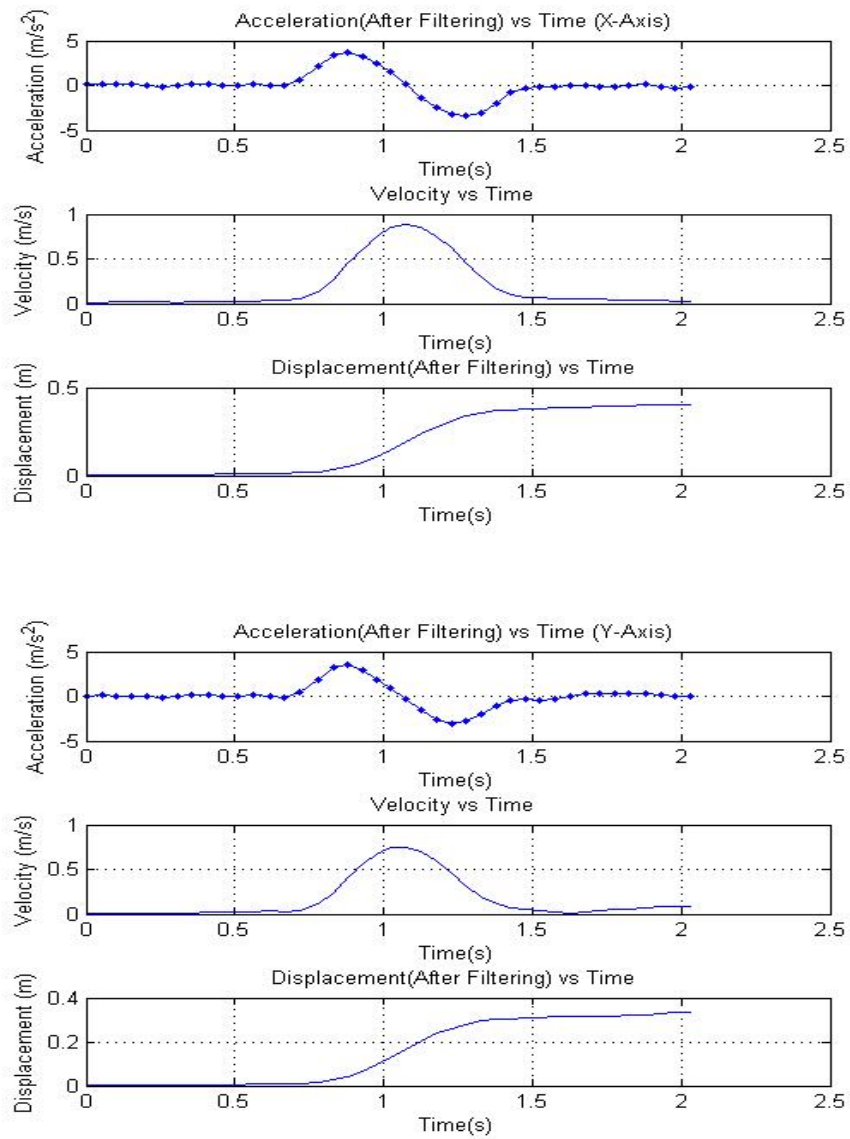 Acceleration(After Filtering) vs Time (X-Axis)
Acceleration (m/s²)
5
0
-5
0 0.5 1 1.5 2 2.5
Time(s)
Velocity vs Time
Velocity (m/s)
1
0.5
0
0 0.5 1 1.5 2 2.5
Time(s)
Displacement(After Filtering) vs Time
Displacement (m)
0.5
0
0 0.5 1 1.5 2 2.5
Time(s)
Acceleration(After Filtering) vs Time (Y-Axis)
Acceleration (m/s²)
5
0
-5
0 0.5 1 1.5 2 2.5
Time(s)
Velocity vs Time
Velocity (m/s)
1
0.5
0
0 0.5 1 1.5 2 2.5
Time(s)
Displacement(After Filtering) vs Time
Displacement (m)
0.4
0.2
0
0 0.5 1 1.5 2 2.5
Time(s)